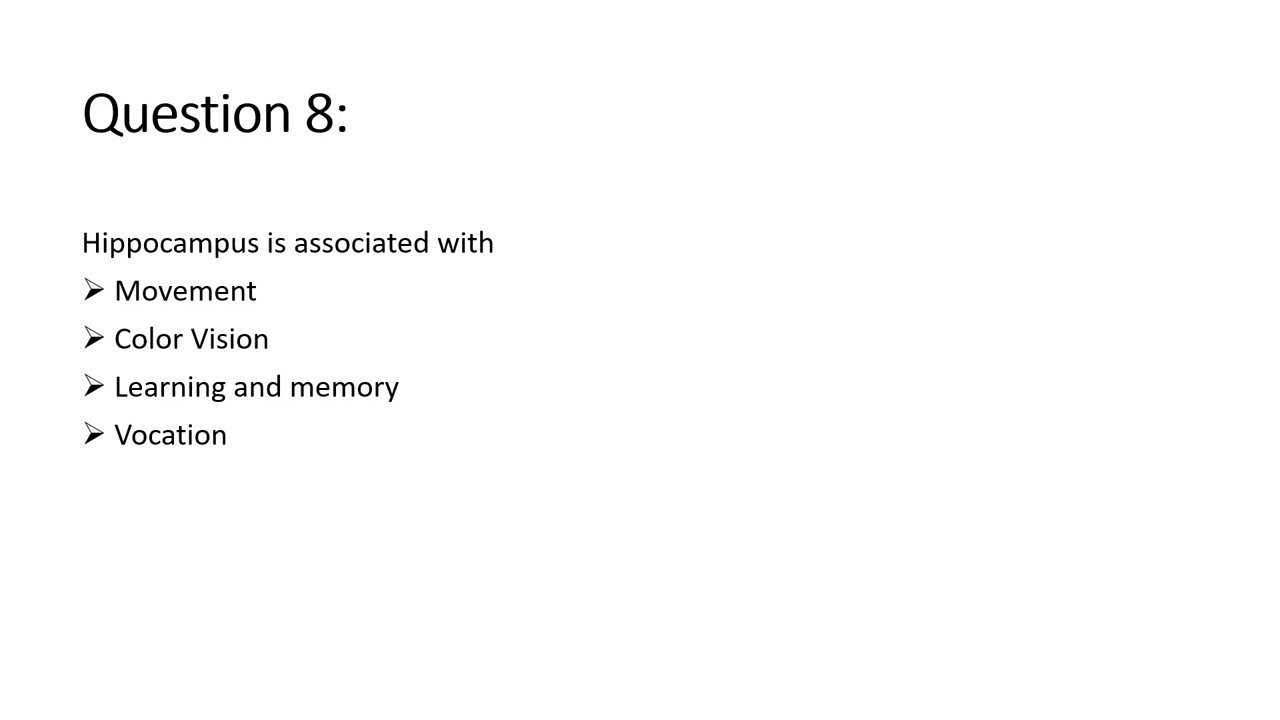 Question 8:
Hippocampus is associated with
➢ Movement
➢ Color Vision
➢ Learning and memory
➢ Vocation